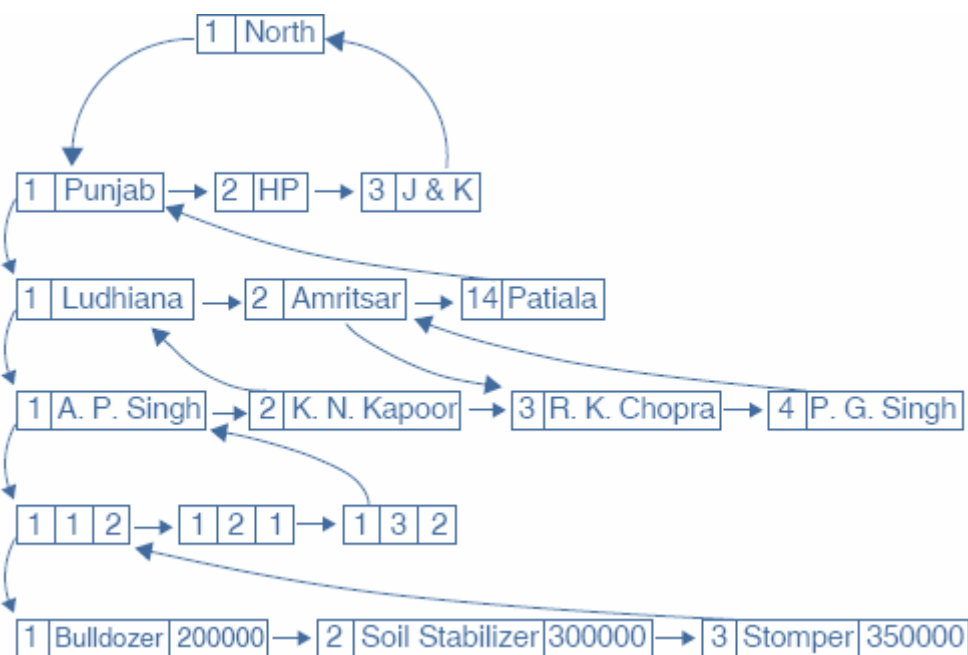 1 North
1 Punjab 2 HP 3 J & K
1 Ludhiana 2 Amritsar 14 Patiala
1 A. P. Singh 2 K. N. Kapoor 3 R. K. Chopra 4 P. G. Singh
1 1 2 1 2 1 1 3 2
1 Bulldozer 200000 2 Soil Stabilizer 300000 3 Stomper 350000